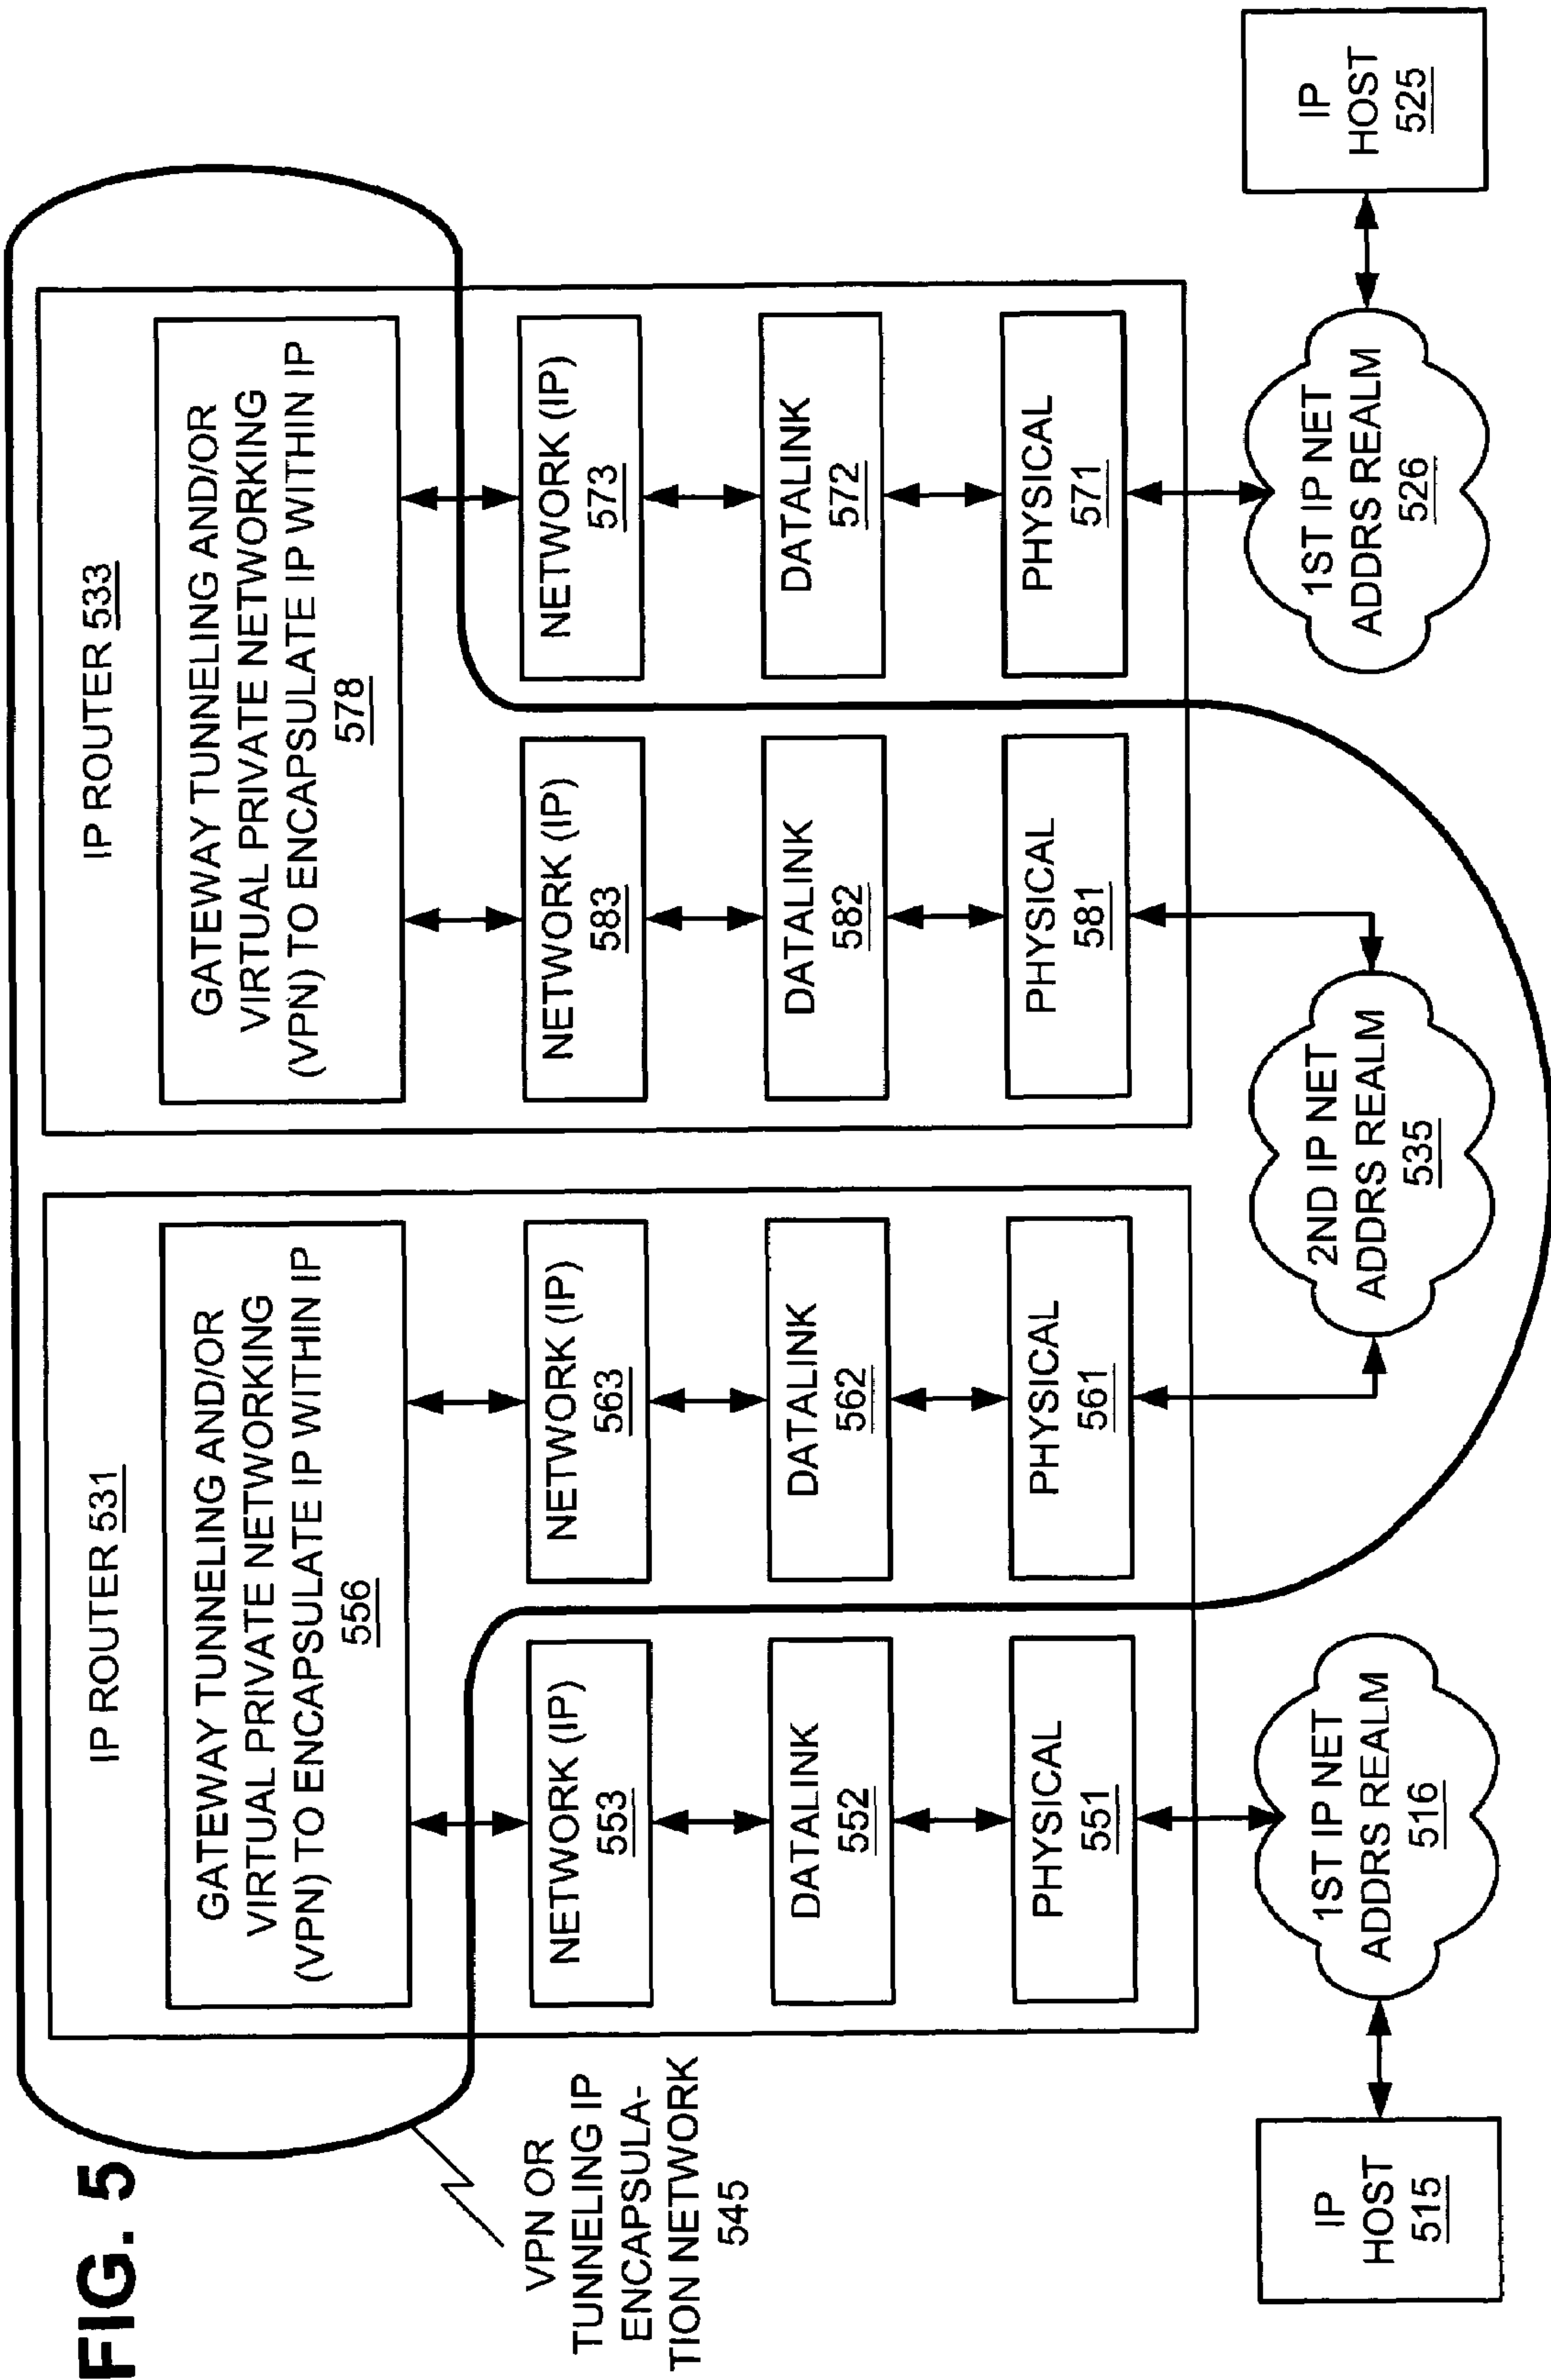 FIG. 5
VPN OR
TUNNELING IP
ENCAPSULA-
TION NETWORK
545
IP ROUTER 531
GATEWAY TUNNELING AND/OR
VIRTUAL PRIVATE NETWORKING
(VPN) TO ENCAPSULATE IP WITHIN IP
556
NETWORK (IP)
553
DATALINK
552
PHYSICAL
551
NETWORK (IP)
563
DATALINK
562
PHYSICAL
561
IP ROUTER 533
GATEWAY TUNNELING AND/OR
VIRTUAL PRIVATE NETWORKING
(VPN) TO ENCAPSULATE IP WITHIN IP
578
NETWORK (IP)
583
DATALINK
582
PHYSICAL
581
NETWORK (IP)
573
DATALINK
572
PHYSICAL
571
IP
HOST
515
1ST IP NET
ADDRS REALM
516
2ND IP NET
ADDRS REALM
535
1ST IP NET
ADDRS REALM
526
IP
HOST
525